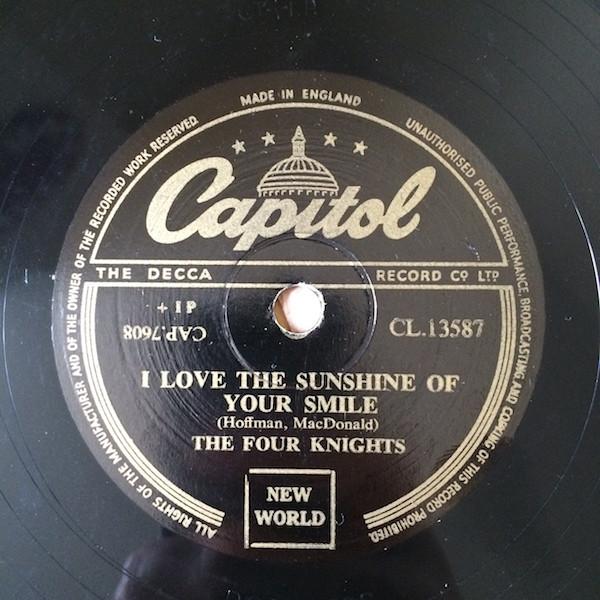 MADE IN ENGLAND
ALL RIGHTS OF THE MANUFACTURER AND OF THE OWNER OF THE RECORDED WORK RESERVED
UNAUTHORISED PUBLIC PERFORMANCE, BROADCASTING AND COPYING OF THIS RECORD PROHIBITED.
Capitol
THE DECCA RECORD CO LTD
+ I P
CAP.7608
CL.13587
I LOVE THE SUNSHINE OF
YOUR SMILE
(Hoffman, MacDonald)
THE FOUR KNIGHTS
NEW
WORLD